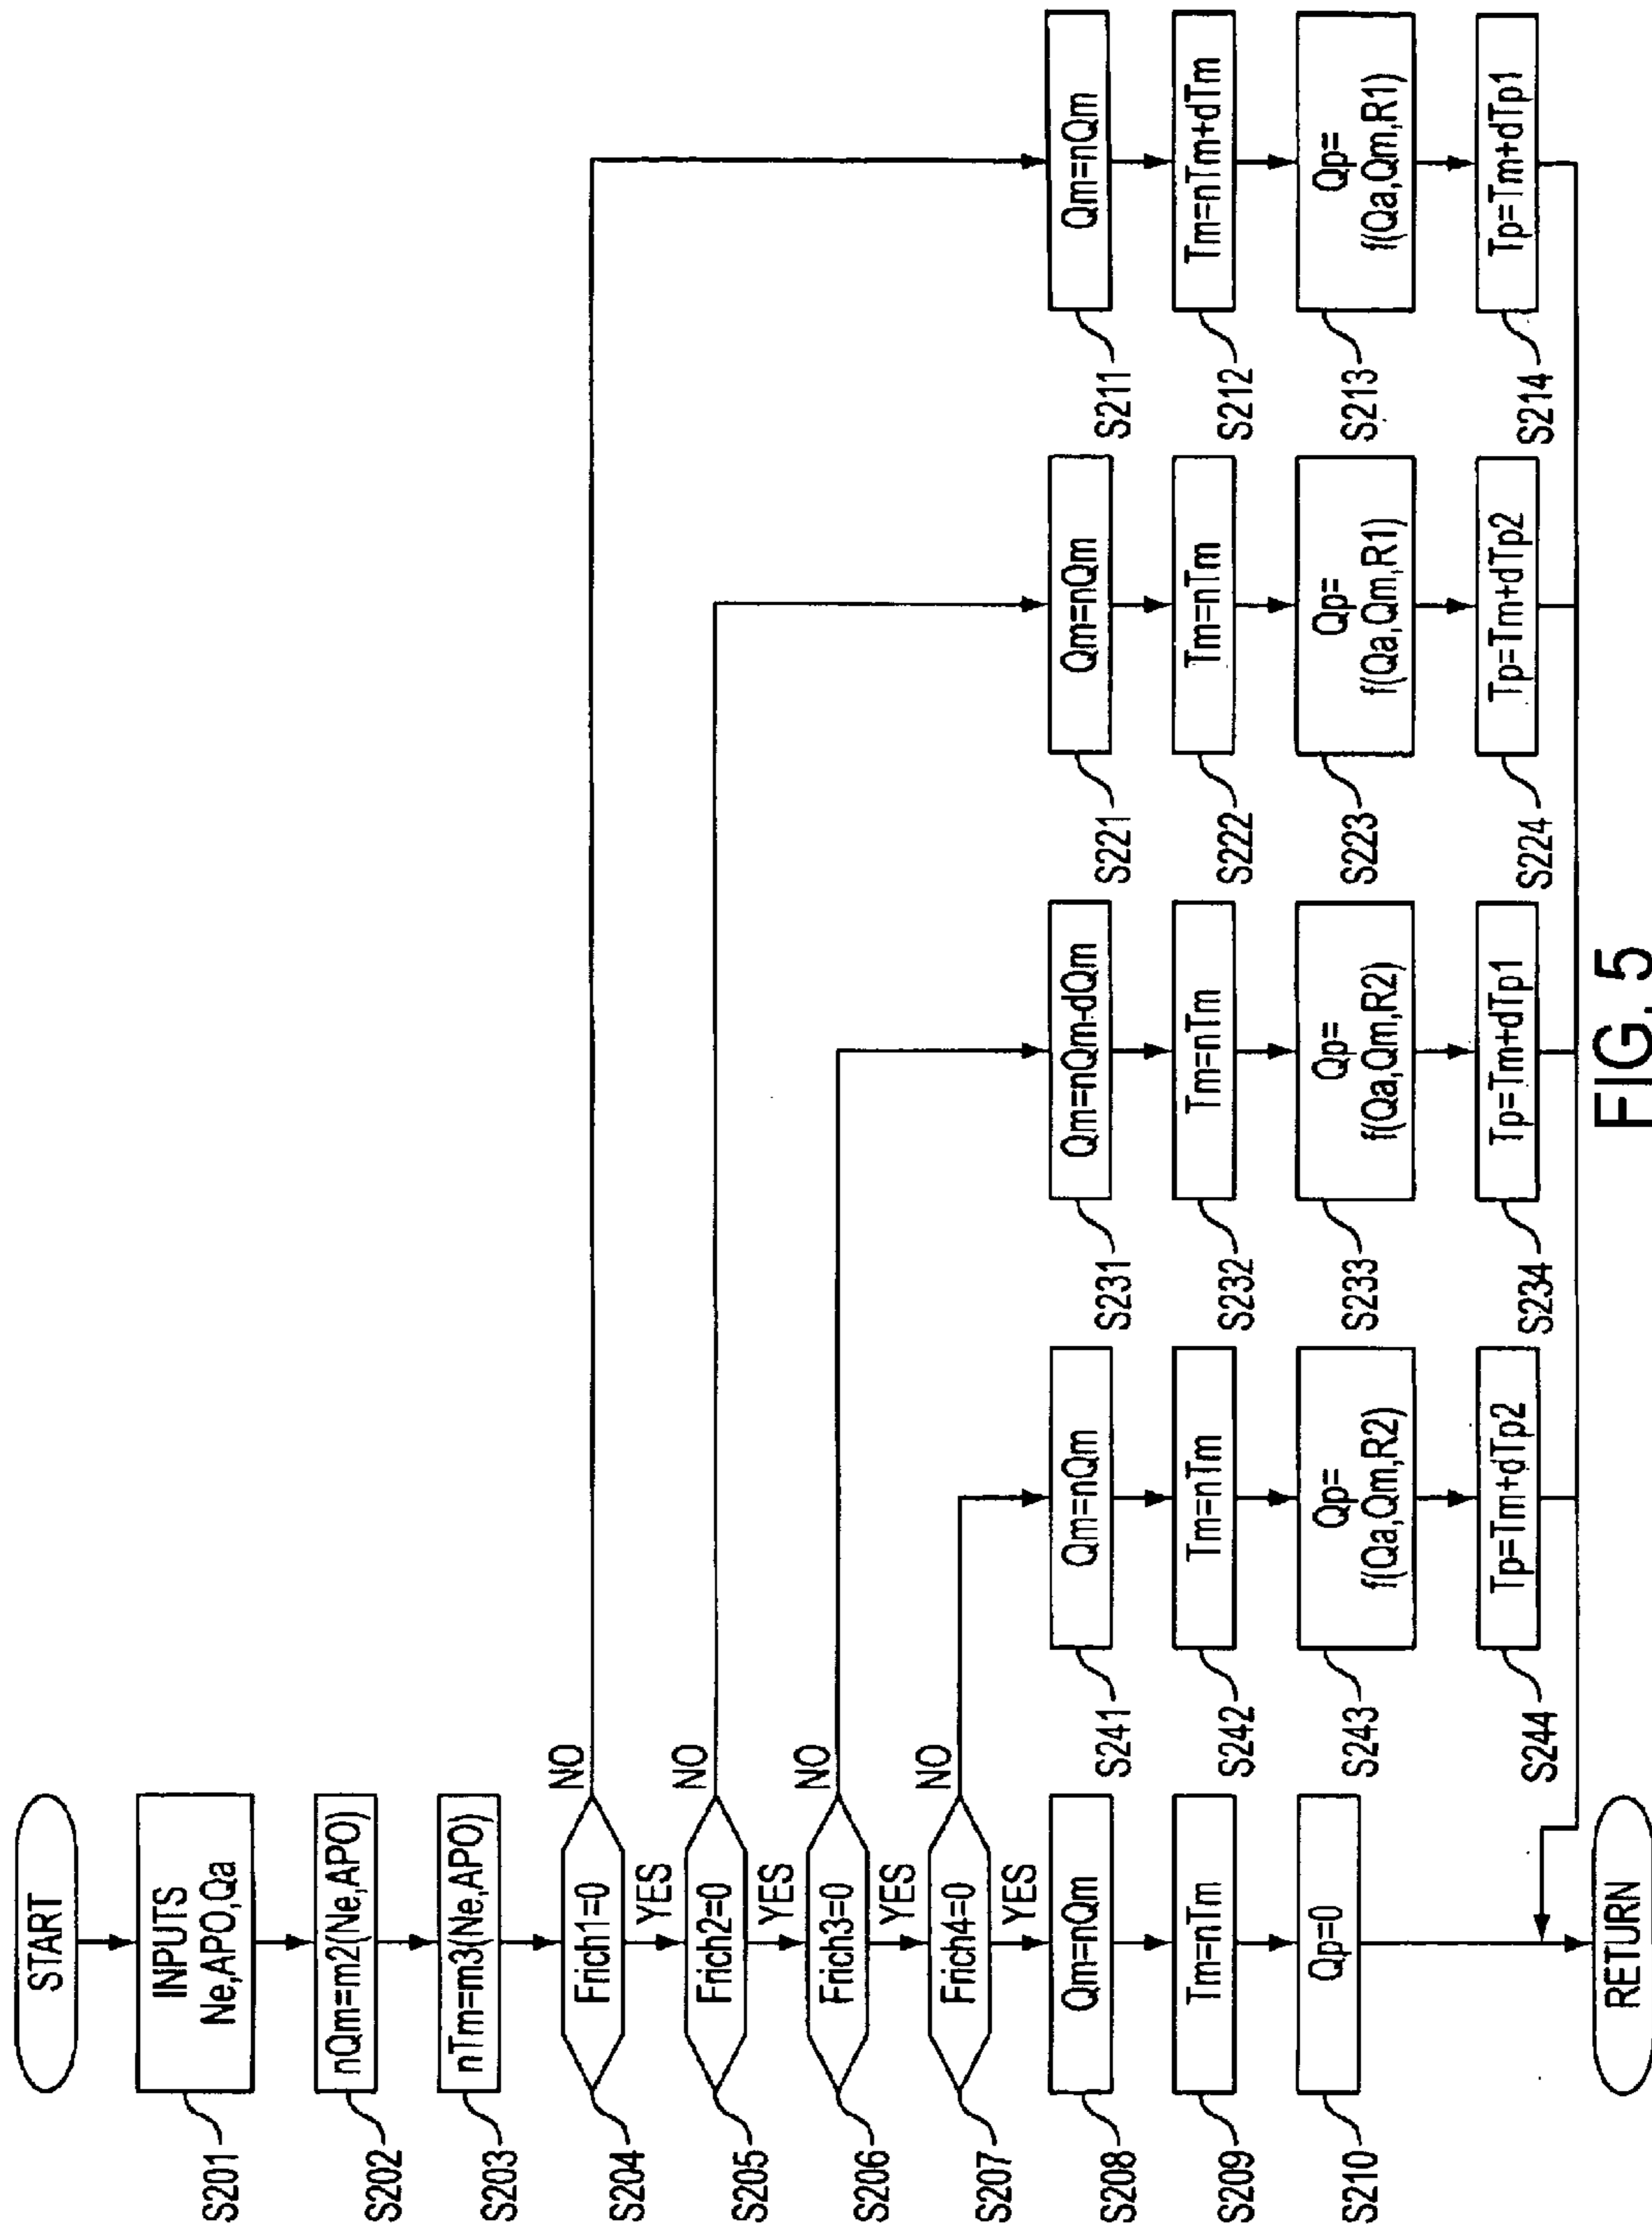 START
INPUTS
Ne,APO,Qa
S201
nQm=m2(Ne,APO)
S202
nTm=m3(Ne,APO)
S203
Frich1=0
NO
YES
S204
Frich2=0
NO
YES
S205
Frich3=0
NO
YES
S206
Frich4=0
NO
YES
S207
Qm=nQm
S208
Tm=nTm
S209
Qp=0
S210
Qm=nQm
S241
Tm=nTm
S242
Qp=
f(Qa,Qm,R2)
S243
Tp=Tm+dTp2
S244
Qm=nQm-dQm
S231
Tm=nTm
S232
Qp=
f(Qa,Qm,R2)
S233
Tp=Tm+dTp1
S234
Qm=nQm
S221
Tm=nTm
S222
Qp=
f(Qa,Qm,R1)
S223
Tp=Tm+dTp2
S224
Qm=nQm
S211
Tm=nTm+dTm
S212
Qp=
f(Qa,Qm,R1)
S213
Tp=Tm+dTp1
S214
RETURN
FIG. 5